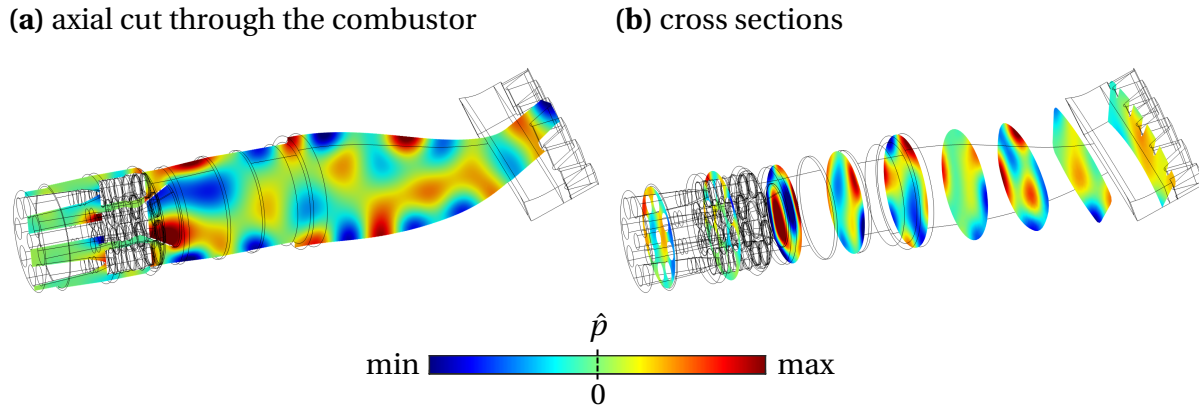 (a) axial cut through the combustor
(b) cross sections
p̂
min max
0